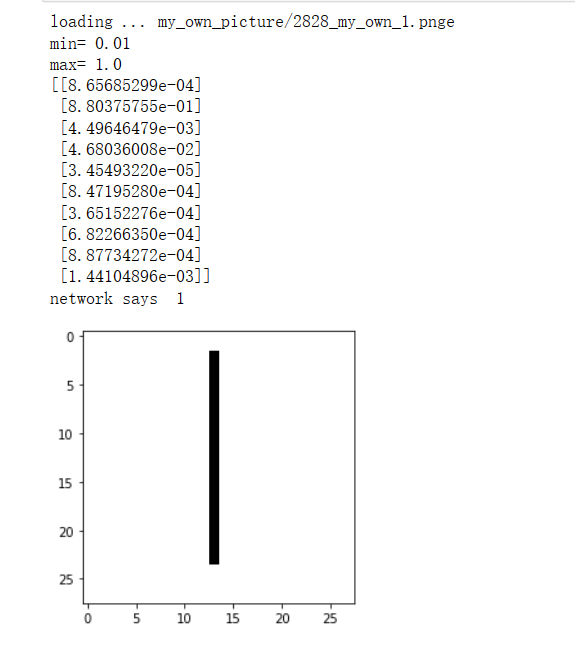 loading ... my_own_picture/2828_my_own_1.pnge
min= 0.01
max= 1.0
[[8.65685299e-04]
[8.80375755e-01]
[4.49646479e-03]
[4.68036008e-02]
[3.45493220e-05]
[8.47195280e-04]
[3.65152276e-04]
[6.82266350e-04]
[8.87734272e-04]
[1.44104896e-03]]
network says 1
0
5
10
15
20
25
0 5 10 15 20 25